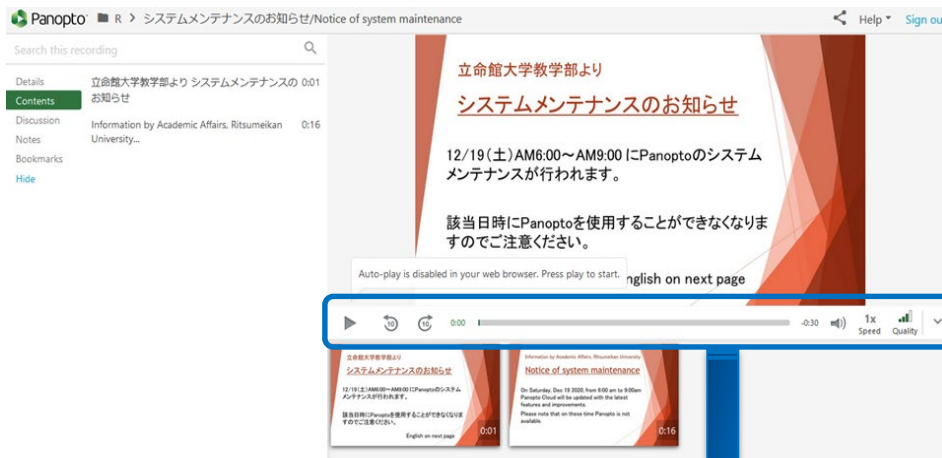 Panopto R > システムメンテナンスのお知らせ/Notice of system maintenance
Help
Sign ou
Search this recording
Details
Contents
Discussion
Notes
Bookmarks
Hide
立命館大学教学部より システムメンテナンスの 0:01
お知らせ
Information by Academic Affairs, Ritsumeikan 0:16
University...
立命館大学教学部より
システムメンテナンスのお知らせ
12/19(土)AM6:00～AM9:00 にPanoptoのシステム
メンテナンスが行われます。
該当日時にPanoptoを使用することができなくなりま
すのでご注意ください。
Auto-play is disabled in your web browser. Press play to start.
nglish on next page
10 10 0:00 -0:30 1x
Speed Quality
立命館大学教学部より
システムメンテナンスのお知らせ
12/19(土)AM6:00～AM9:00 にPanoptoのシステム
メンテナンスが行われます。
該当日時にPanoptoを使用することができなくなりま
すのでご注意ください。
English on next page
0:01
Information by Academic Affairs, Ritsumeikan University
Notice of system maintenance
On Saturday, Dec 19 2020, from 6:00 am to 9:00am
Panopto Cloud will be updated with the latest
features and improvements.
Please note that on these time Panopto is not
available.
0:16